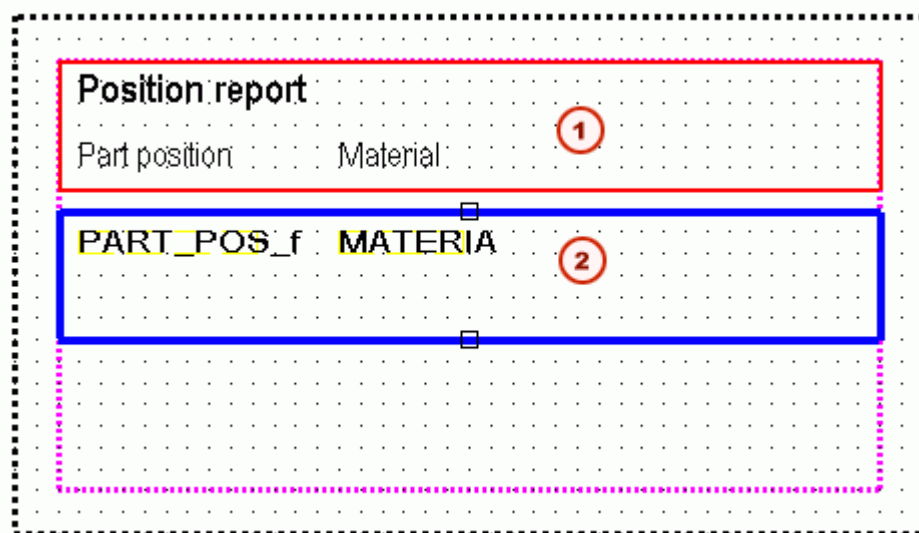 Position report
1
Part position Material
PART_POS_f MATERIA
2